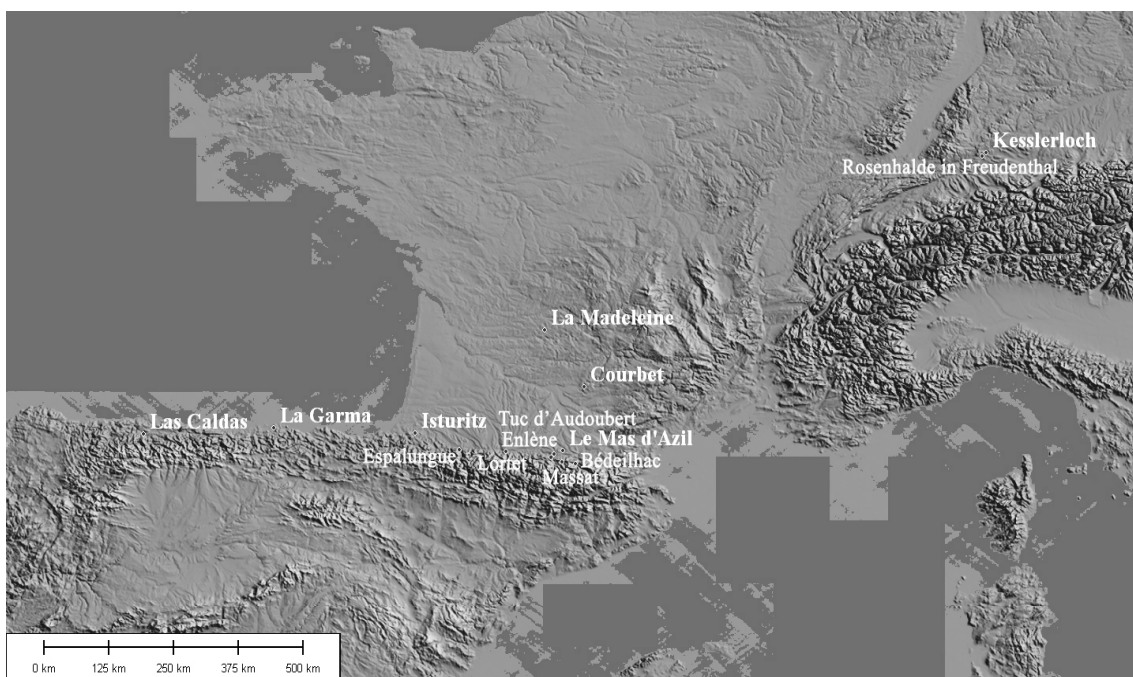 Kesslerloch
Rosenhalde in Freudenthal
La Madeleine
Courbet
Las Caldas
La Garma
Isturitz
Tuc d'Audoubert
Enlène
Le Mas d'Azil
Espalungue
Lortet
Bédeilhac
Massat
0 km 125 km 250 km 375 km 500 km